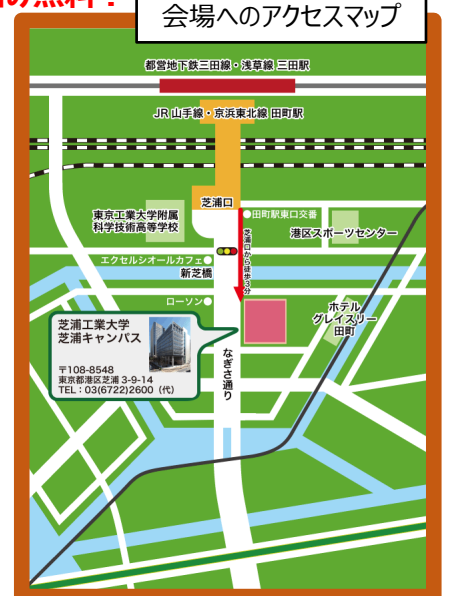 み無料!
会場へのアクセスマップ
都営地下鉄三田線・浅草線 三田駅
JR 山手線・京浜東北線 田町駅
芝浦口
●田町駅東口交番
東京工業大学附属
科学技術高等学校
港区スポーツセンター
芝浦口から徒歩3分
エクセルシオールカフェ●
新芝橋
ローソン●
ホテル
グレイスリー
田町
芝浦工業大学
芝浦キャンパス
〒108-8548
東京都港区芝浦 3-9-14
TEL：03(6722)2600（代）
なぎさ通り